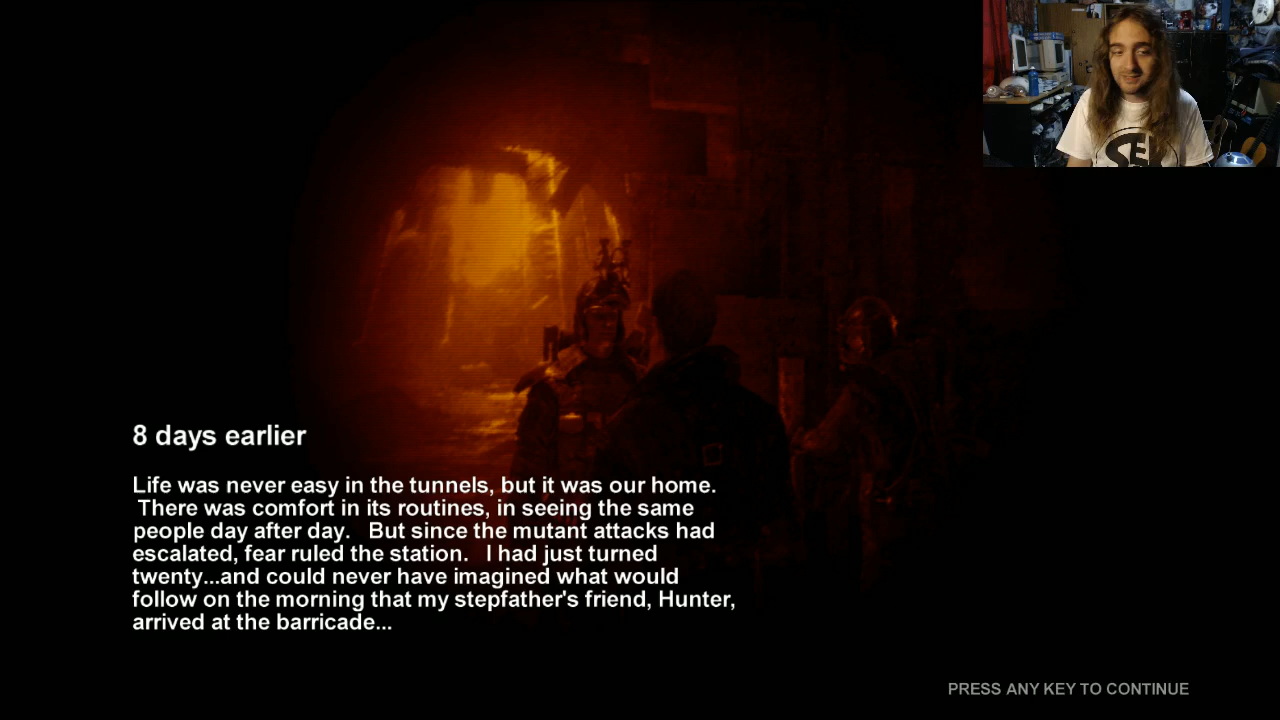 8 days earlier
Life was never easy in the tunnels, but it was our home.
There was comfort in its routines, in seeing the same
people day after day. But since the mutant attacks had
escalated, fear ruled the station. I had just turned
twenty...and could never have imagined what would
follow on the morning that my stepfather's friend, Hunter,
arrived at the barricade...
PRESS ANY KEY TO CONTINUE